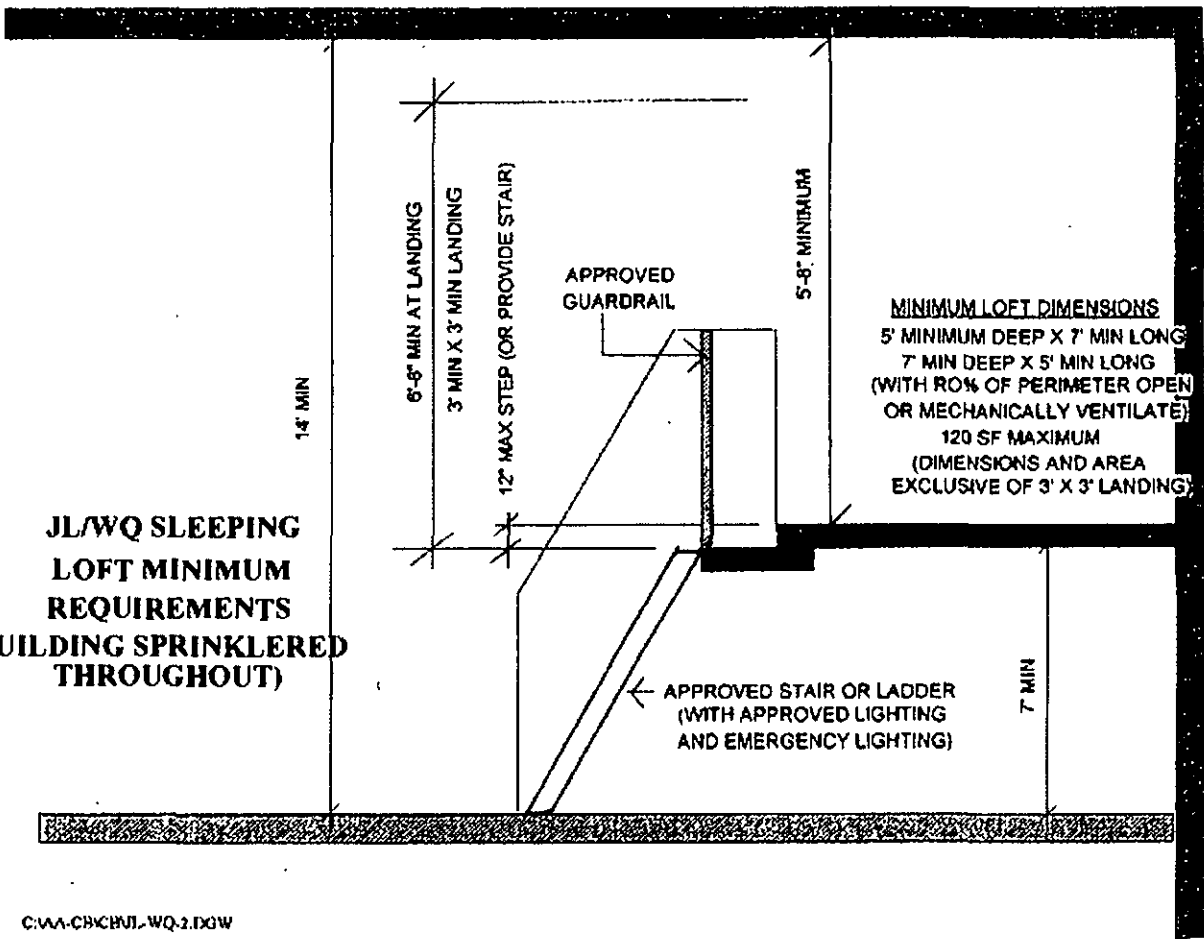 14' MIN
6'-8" MIN AT LANDING
3' MIN X 3' MIN LANDING
12" MAX STEP (OR PROVIDE STAIR)
APPROVED
GUARDRAIL
5'-8" MINIMUM
MINIMUM LOFT DIMENSIONS
5' MINIMUM DEEP X 7' MIN LONG
7' MIN DEEP X 5' MIN LONG
(WITH RO% OF PERIMETER OPEN
OR MECHANICALLY VENTILATE)
120 SF MAXIMUM
(DIMENSIONS AND AREA
EXCLUSIVE OF 3' X 3' LANDING)
JL/WQ SLEEPING
LOFT MINIMUM
REQUIREMENTS
UILDING SPRINKLERED
THROUGHOUT)
APPROVED STAIR OR LADDER
(WITH APPROVED LIGHTING
AND EMERGENCY LIGHTING)
7' MIN